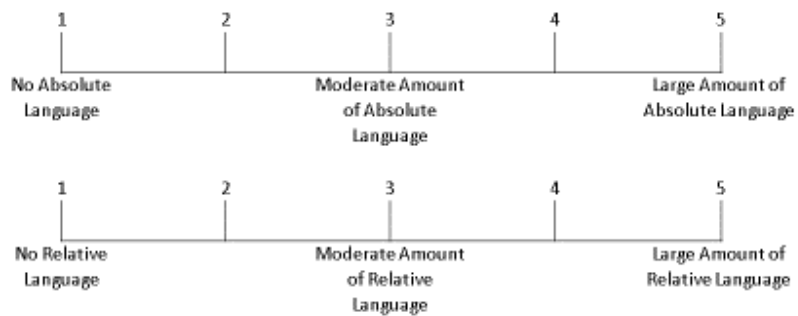 1 2 3 4 5
No Absolute Moderate Amount Large Amount of
Language of Absolute Absolute Language
Language
1 2 3 4 5
No Relative Moderate Amount Large Amount of
Language of Relative Relative Language
Language